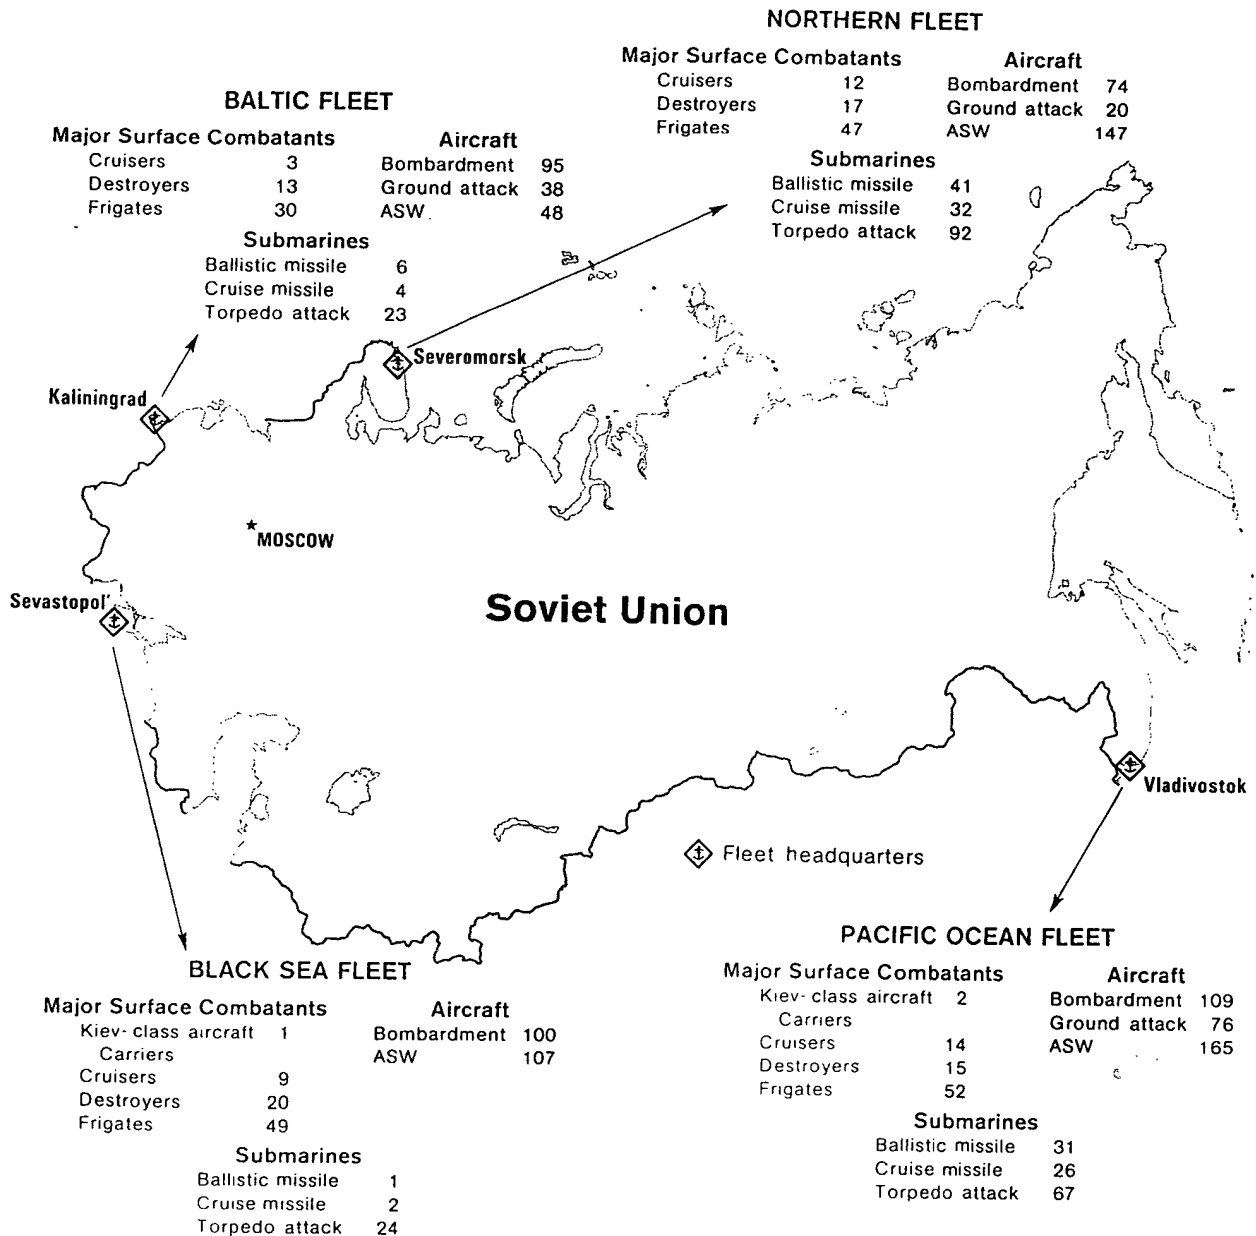 NORTHERN FLEET
Major Surface Combatants
Cruisers 12
Destroyers 17
Frigates 47
Aircraft
Bombardment 74
Ground attack 20
ASW 147
Submarines
Ballistic missile 41
Cruise missile 32
Torpedo attack 92
BALTIC FLEET
Major Surface Combatants
Cruisers 3
Destroyers 13
Frigates 30
Aircraft
Bombardment 95
Ground attack 38
ASW 48
Submarines
Ballistic missile 6
Cruise missile 4
Torpedo attack 23
Severomorsk
Kaliningrad
MOSCOW
Sevastopol'
Soviet Union
Vladivostok
Fleet headquarters
BLACK SEA FLEET
Major Surface Combatants
Kiev-class aircraft 1
Carriers
Cruisers 9
Destroyers 20
Frigates 49
Aircraft
Bombardment 100
ASW 107
Submarines
Ballistic missile 1
Cruise missile 2
Torpedo attack 24
PACIFIC OCEAN FLEET
Major Surface Combatants
Kiev-class aircraft 2
Carriers
Cruisers 14
Destroyers 15
Frigates 52
Aircraft
Bombardment 109
Ground attack 76
ASW 165
Submarines
Ballistic missile 31
Cruise missile 26
Torpedo attack 67